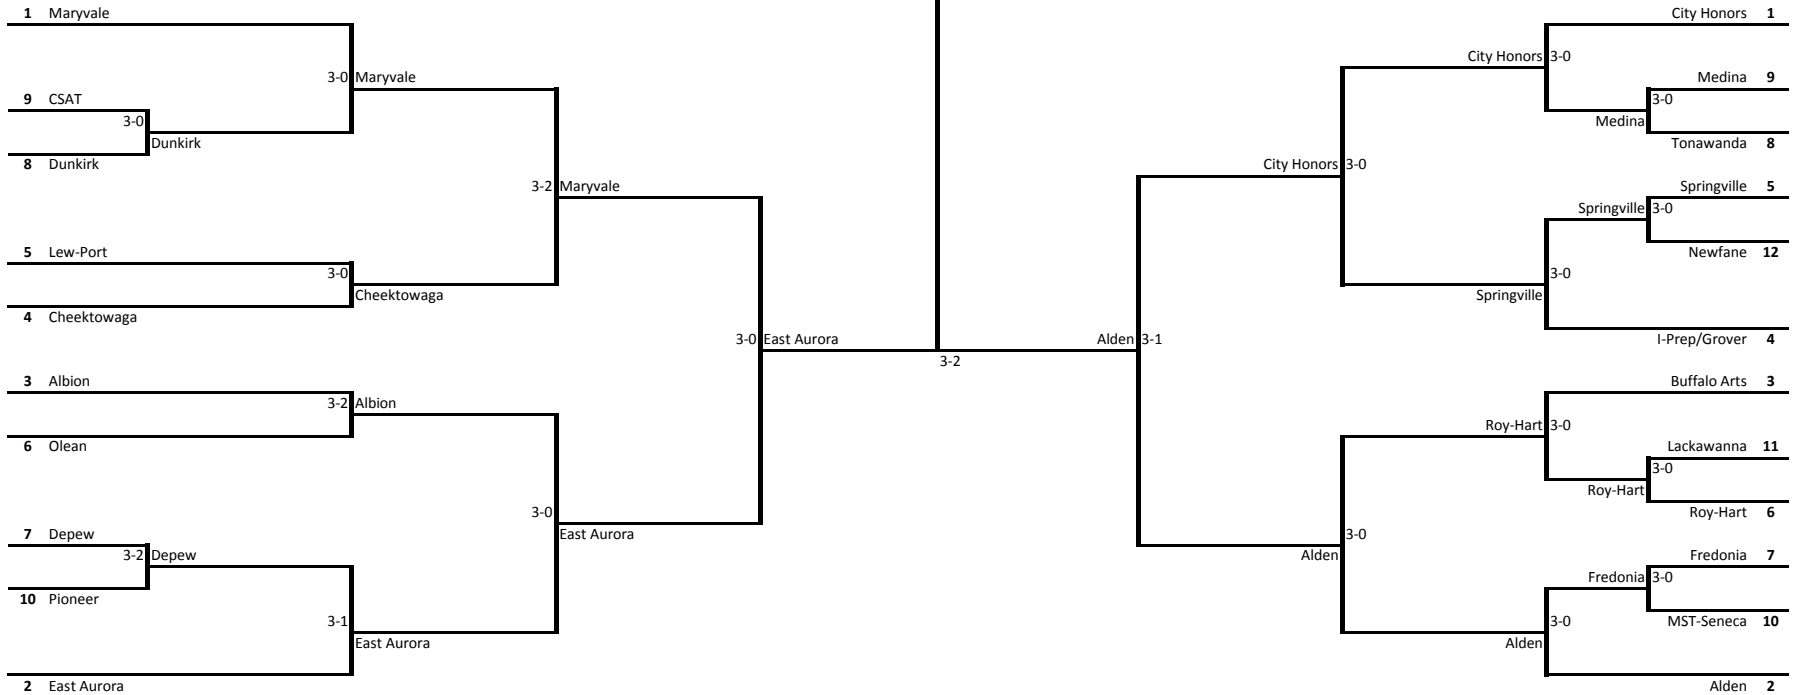 1 Maryvale
3-0 Maryvale
9 CSAT
3-0
Dunkirk
8 Dunkirk
3-2 Maryvale
5 Lew-Port
3-0
Cheektowaga
4 Cheektowaga
3-0 East Aurora
3 Albion
3-2 Albion
6 Olean
3-0
East Aurora
7 Depew
3-2 Depew
10 Pioneer
3-1
East Aurora
2 East Aurora
3-2
City Honors 1
City Honors 3-0
Medina 9
3-0
Medina
Tonawanda 8
City Honors 3-0
Springville 5
Springville 3-0
Newfane 12
3-0
Springville
I-Prep/Grover 4
Alden 3-1
Buffalo Arts 3
Roy-Hart 3-0
Lackawanna 11
3-0
Roy-Hart
Roy-Hart 6
3-0
Alden
Fredonia 7
Fredonia 3-0
MST-Seneca 10
3-0
Alden
Alden 2